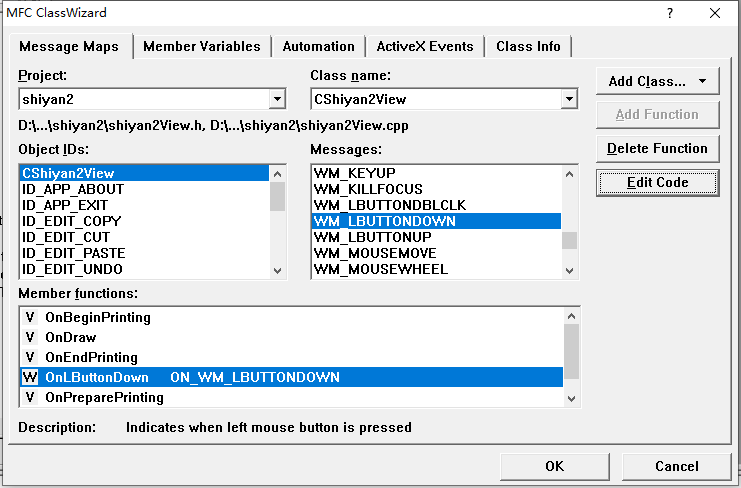 MFC ClassWizard
? ×
Message Maps Member Variables Automation ActiveX Events Class Info
Project: Class name:
shiyan2 CShiyan2View
Add Class...
Add Function
D:\...\shiyan2\shiyan2View.h, D:\...\shiyan2\shiyan2View.cpp
Object IDs: Messages:
Delete Function
Edit Code
CShiyan2View
ID_APP_ABOUT
ID_APP_EXIT
ID_EDIT_COPY
ID_EDIT_CUT
ID_EDIT_PASTE
ID_EDIT_UNDO
WM_KEYUP
WM_KILLFOCUS
WM_LBUTTONDBLCLK
WM_LBUTTONDOWN
WM_LBUTTONUP
WM_MOUSEMOVE
WM_MOUSEWHEEL
Member functions:
V OnBeginPrinting
V OnDraw
V OnEndPrinting
W OnLButtonDown ON_WM_LBUTTONDOWN
V OnPreparePrinting
Description: Indicates when left mouse button is pressed
OK Cancel